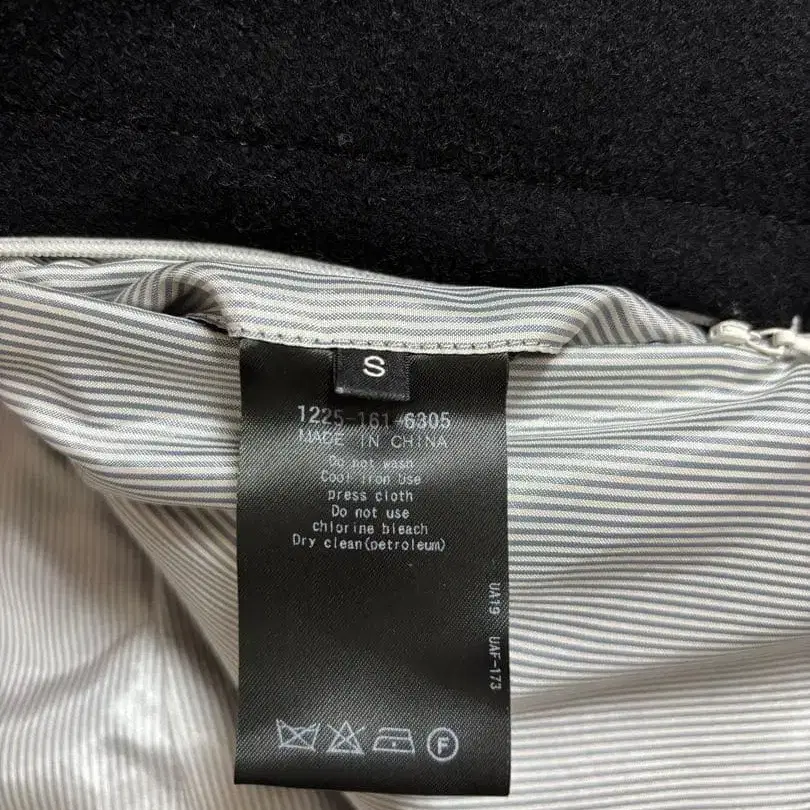 S
1225-161-6305
MADE IN CHINA
Do not wash
Cool iron Use
press cloth
Do not use
chlorine bleach
Dry clean(petroleum)
UA19 UAF-173
F